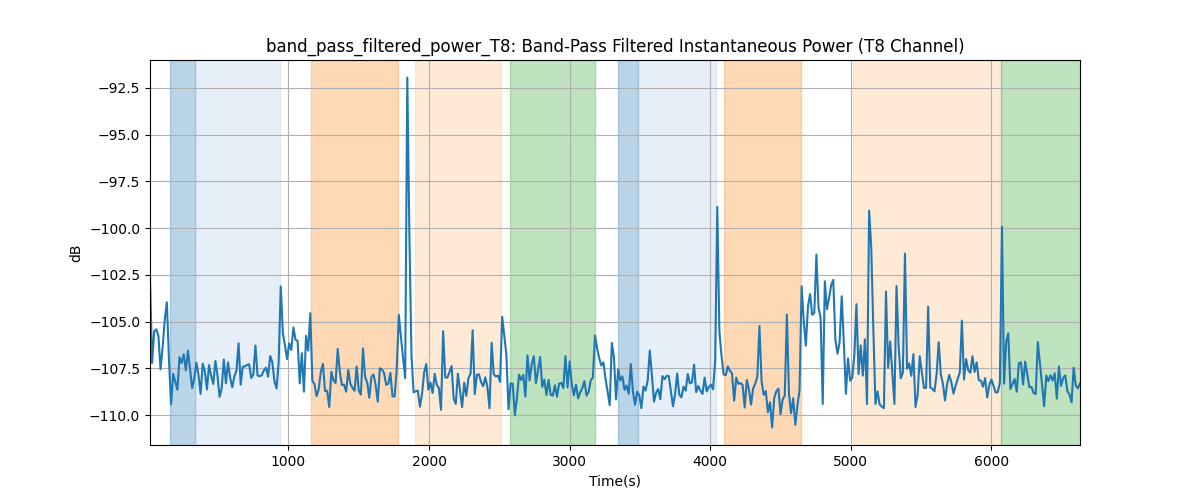 band_pass_filtered_power_T8: Band-Pass Filtered Instantaneous Power (T8 Channel)
−92.5
−95.0
−97.5
−100.0
−102.5
−105.0
−107.5
−110.0
dB
1000 2000 3000 4000 5000 6000
Time(s)